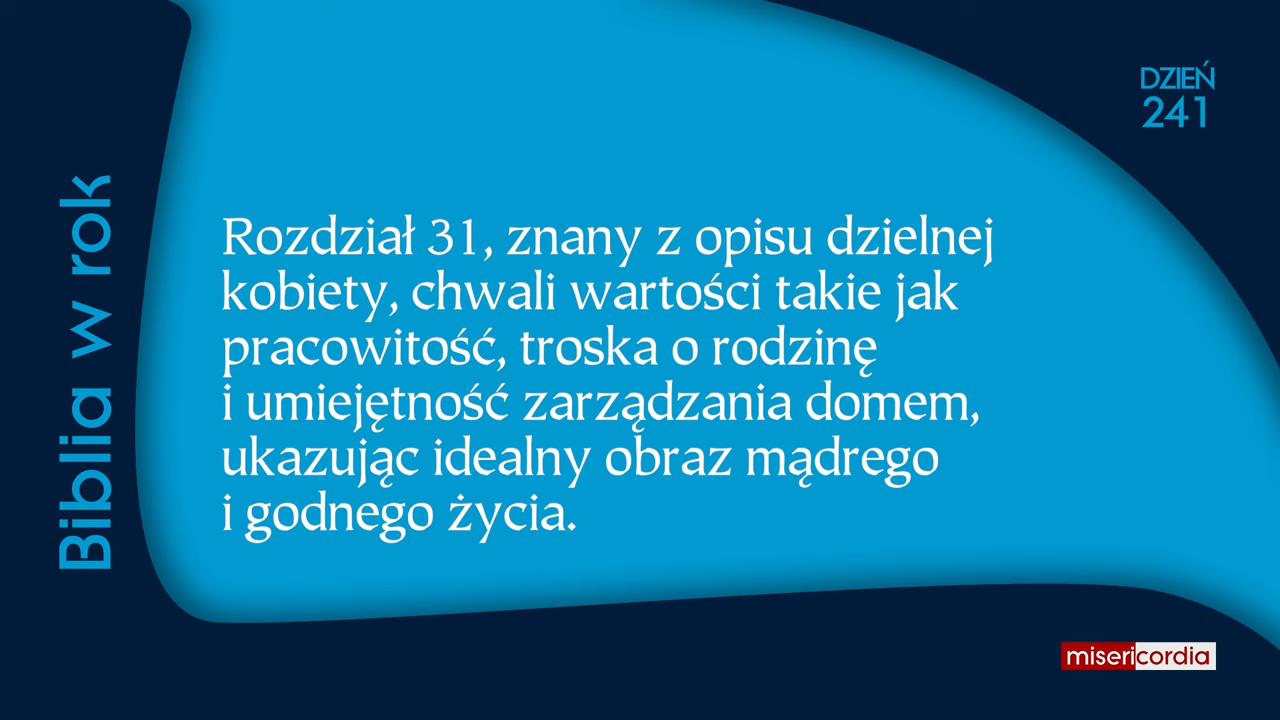 Biblia w rok
DZIEŃ
241
Rozdział 31, znany z opisu dzielnej
kobiety, chwali wartości takie jak
pracowitość, troska o rodzinę
i umiejętność zarządzania domem,
ukazując idealny obraz mądrego
i godnego życia.
misericordia